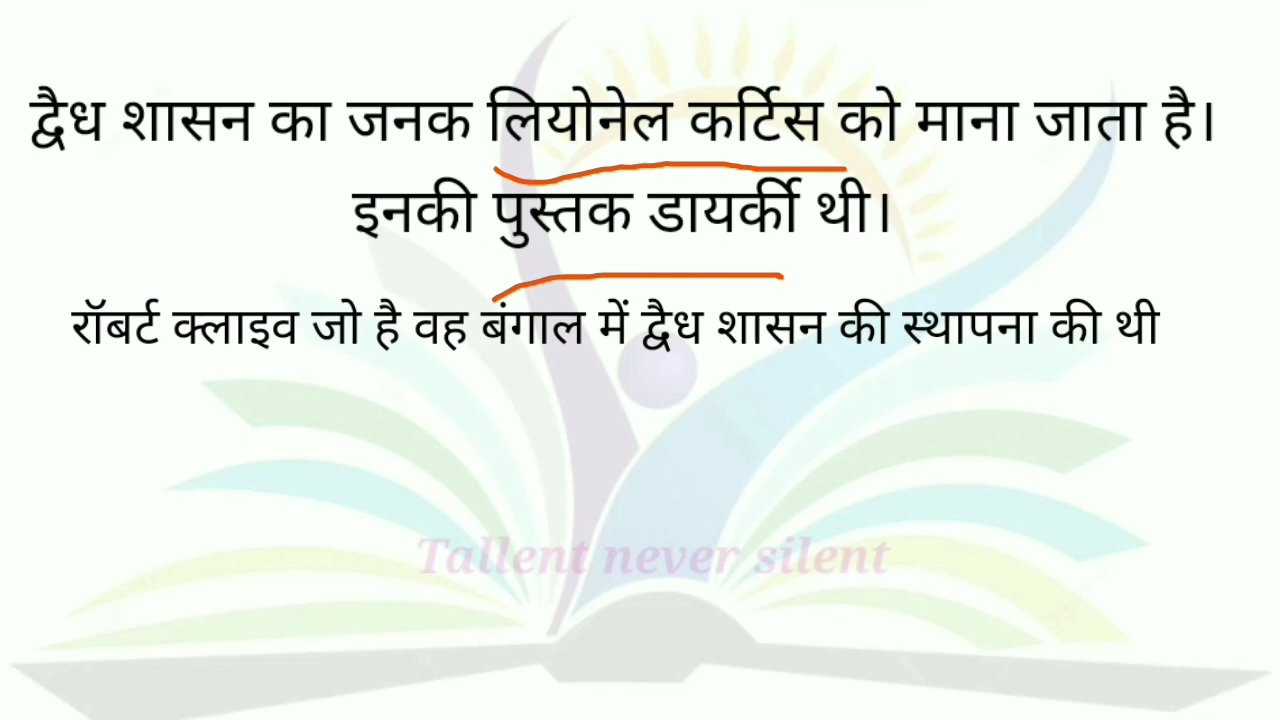 द्वैध शासन का जनक लियोनेल कर्टिस को माना जाता है।
इनकी पुस्तक डायर्की थी।
रॉबर्ट क्लाइव जो है वह बंगाल में द्वैध शासन की स्थापना की थी
Tallent never silent